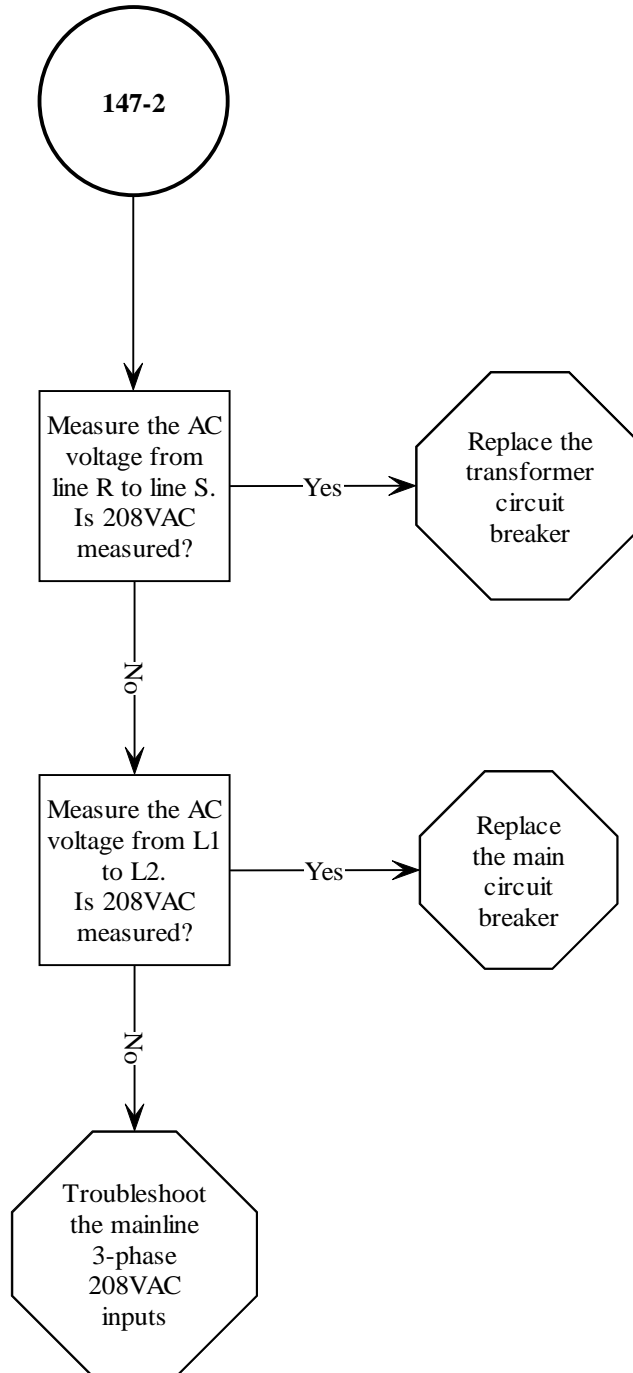 147-2
Measure the AC
voltage from
line R to line S.
Is 208VAC
measured?
Yes
Replace the
transformer
circuit
breaker
No
Measure the AC
voltage from L1
to L2.
Is 208VAC
measured?
Yes
Replace
the main
circuit
breaker
No
Troubleshoot
the mainline
3-phase
208VAC
inputs